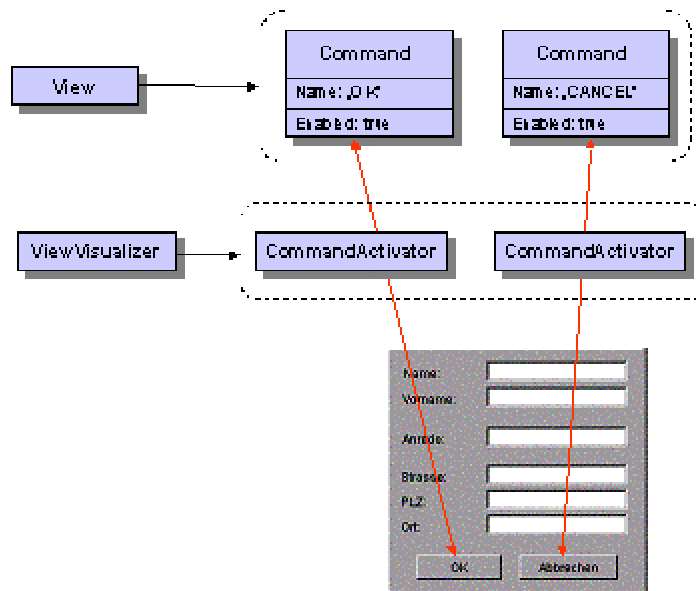 View
Command
Name: „OK“
Enabled: true
Command
Name: „CANCEL“
Enabled: true
ViewVisualizer
CommandActivator
CommandActivator
Name:
Vorname:
Anrede:
Strasse:
PLZ:
Ort:
OK
Abbrechen